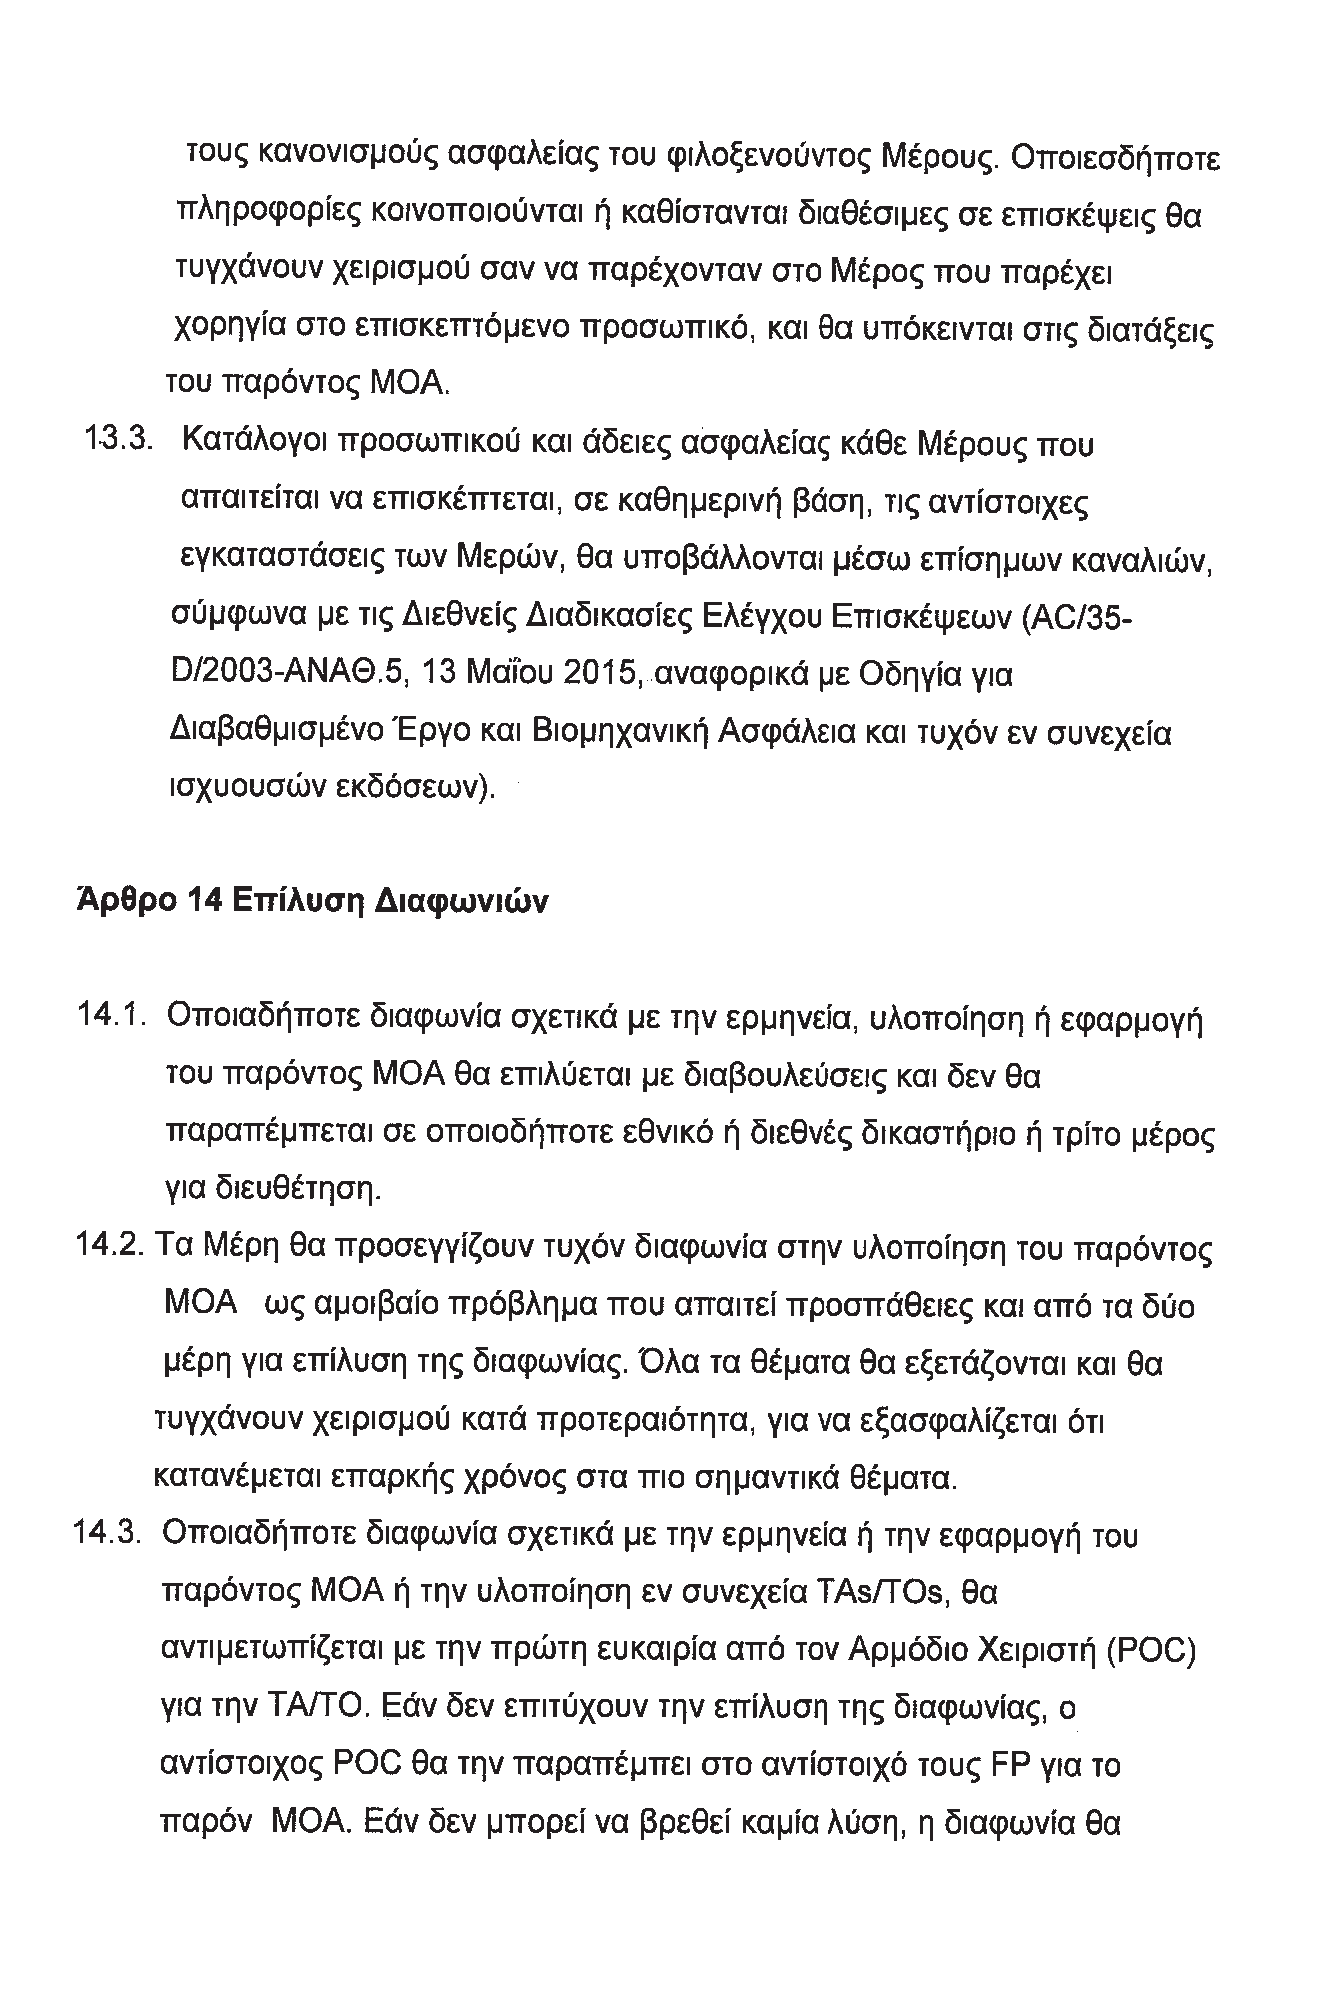 τους κανονισμούς ασφαλείας του φιλοξενούντος Μέρους. Οποιεσδήποτε
πληροφορίες κοινοποιούνται ή καθίστανται διαθέσιμες σε επισκέψεις θα
τυγχάνουν χειρισμού σαν να παρέχονταν στο Μέρος που παρέχει
χορηγία στο επισκεπτόμενο προσωπικό, και θα υπόκεινται στις διατάξεις
του παρόντος ΜΟΑ.
13.3. Κατάλογοι προσωπικού και άδειες ασφαλείας κάθε Μέρους που
απαιτείται να επισκέπτεται, σε καθημερινή βάση, τις αντίστοιχες
εγκαταστάσεις των Μερών, θα υποβάλλονται μέσω επίσημων καναλιών,
σύμφωνα με τις Διεθνείς Διαδικασίες Ελέγχου Επισκέψεων (AC/35-
D/2003-ΑΝΑΘ.5, 13 Μαΐου 2015, αναφορικά με Οδηγία για
Διαβαθμισμένο Έργο και Βιομηχανική Ασφάλεια και τυχόν εν συνεχεία
ισχυουσών εκδόσεων).
Άρθρο 14 Επίλυση Διαφωνιών
14.1. Οποιαδήποτε διαφωνία σχετικά με την ερμηνεία, υλοποίηση ή εφαρμογή
του παρόντος ΜΟΑ θα επιλύεται με διαβουλεύσεις και δεν θα
παραπέμπεται σε οποιοδήποτε εθνικό ή διεθνές δικαστήριο ή τρίτο μέρος
για διευθέτηση.
14.2. Τα Μέρη θα προσεγγίζουν τυχόν διαφωνία στην υλοποίηση του παρόντος
ΜΟΑ ως αμοιβαίο πρόβλημα που απαιτεί προσπάθειες και από τα δύο
μέρη για επίλυση της διαφωνίας. Όλα τα θέματα θα εξετάζονται και θα
τυγχάνουν χειρισμού κατά προτεραιότητα, για να εξασφαλίζεται ότι
κατανέμεται επαρκής χρόνος στα πιο σημαντικά θέματα.
14.3. Οποιαδήποτε διαφωνία σχετικά με την ερμηνεία ή την εφαρμογή του
παρόντος ΜΟΑ ή την υλοποίηση εν συνεχεία TAs/TOs, θα
αντιμετωπίζεται με την πρώτη ευκαιρία από τον Αρμόδιο Χειριστή (POC)
για την TA/TO. Εάν δεν επιτύχουν την επίλυση της διαφωνίας, ο
αντίστοιχος POC θα την παραπέμπει στο αντίστοιχό τους FP για το
παρόν ΜΟΑ. Εάν δεν μπορεί να βρεθεί καμία λύση, η διαφωνία θα